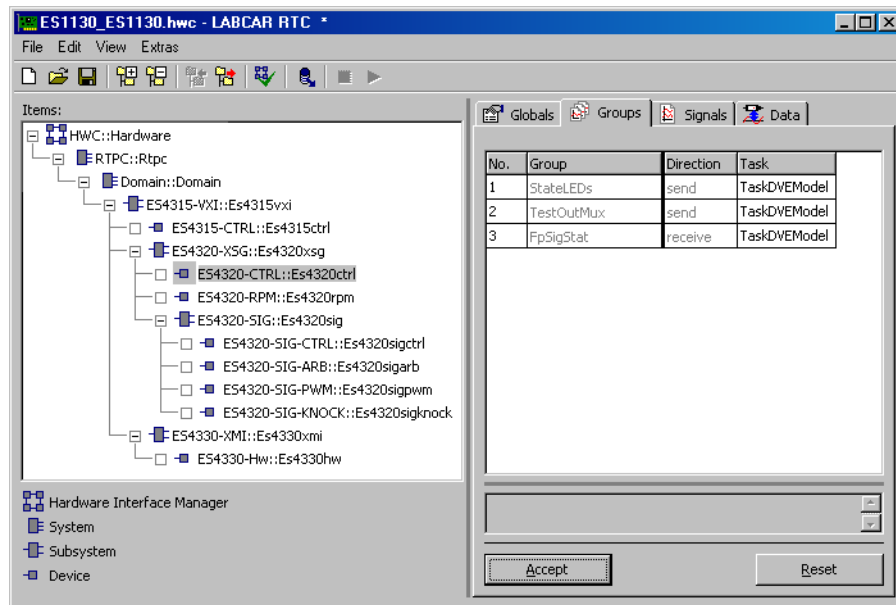 ES1130_ES1130.hwc - LABCAR RTC *
File Edit View Extras
Items:
HWC::Hardware
RTPC::Rtpc
Domain::Domain
ES4315-VXI::Es4315vxi
ES4315-CTRL::Es4315ctrl
ES4320-XSG::Es4320xsg
ES4320-CTRL::Es4320ctrl
ES4320-RPM::Es4320rpm
ES4320-SIG::Es4320sig
ES4320-SIG-CTRL::Es4320sigctrl
ES4320-SIG-ARB::Es4320sigarb
ES4320-SIG-PWM::Es4320sigpwm
ES4320-SIG-KNOCK::Es4320sigknock
ES4330-XMI::Es4330xmi
ES4330-Hw::Es4330hw
Hardware Interface Manager
System
Subsystem
Device
Globals Groups Signals Data
No. Group Direction Task
1 StateLEDs send TaskDVEModel
2 TestOutMux send TaskDVEModel
3 FpSigStat receive TaskDVEModel
Accept Reset